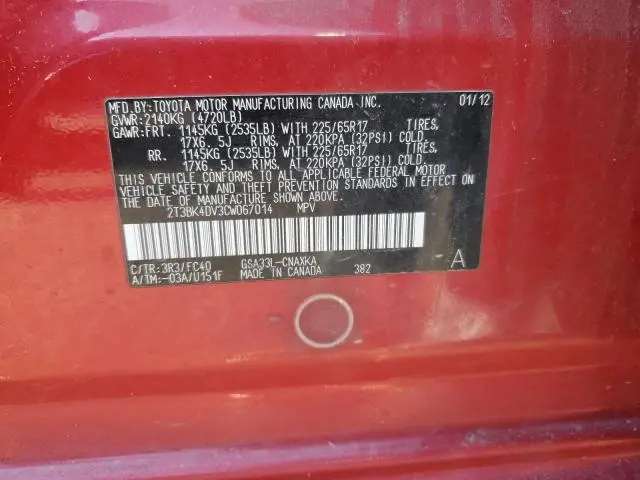 MFD.BY:TOYOTA MOTOR MANUFACTURING CANADA INC. 01/12
GVWR:2140KG (4720LB)
GAWR:FRT. 1145KG (2535LB) WITH 225/65R17 TIRES,
17X6. 5J RIMS, AT 220KPA (32PSI) COLD.
RR. 1145KG (2535LB) WITH 225/65R17 TIRES,
17X6. 5J RIMS, AT 220KPA (32PSI) COLD.
THIS VEHICLE CONFORMS TO ALL APPLICABLE FEDERAL MOTOR
VEHICLE SAFETY AND THEFT PREVENTION STANDARDS IN EFFECT
ON THE DATE OF MANUFACTURE SHOWN ABOVE.
2T3BK4DV3CW067014 MPV
C/TR:3R3/FC40 GSA33L-CNAXKA
A/TM:-03A/U151F MADE IN CANADA 382 A